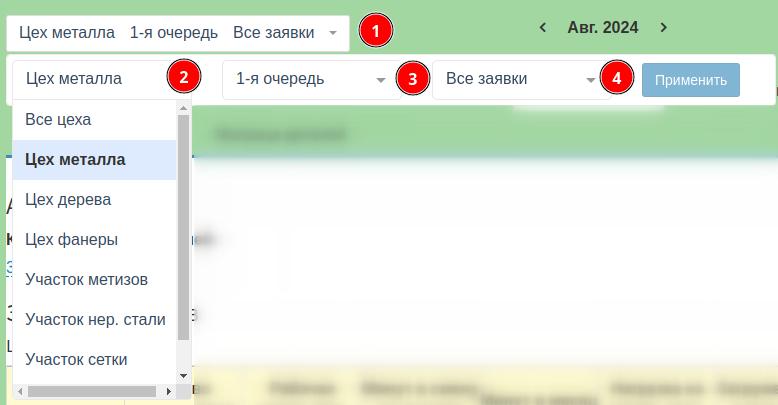 Цех металла 1-я очередь Все заявки 1
Авг. 2024
Цех металла 2 1-я очередь 3 Все заявки 4 Применить
Все цеха
Цех металла
Цех дерева
Цех фанеры
Участок метизов
Участок нер. стали
Участок сетки